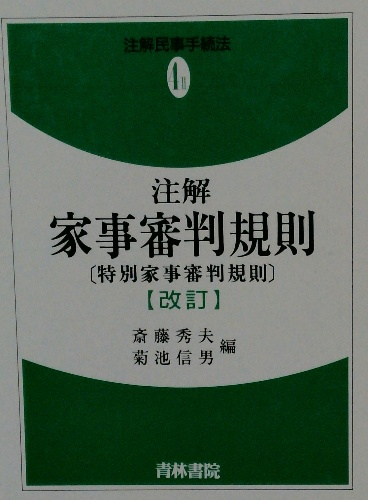 注解民事手続法
4II
注解
家事審判規則
〔特別家事審判規則〕
【改訂】
斎藤秀夫
菊池信男 編
青林書院